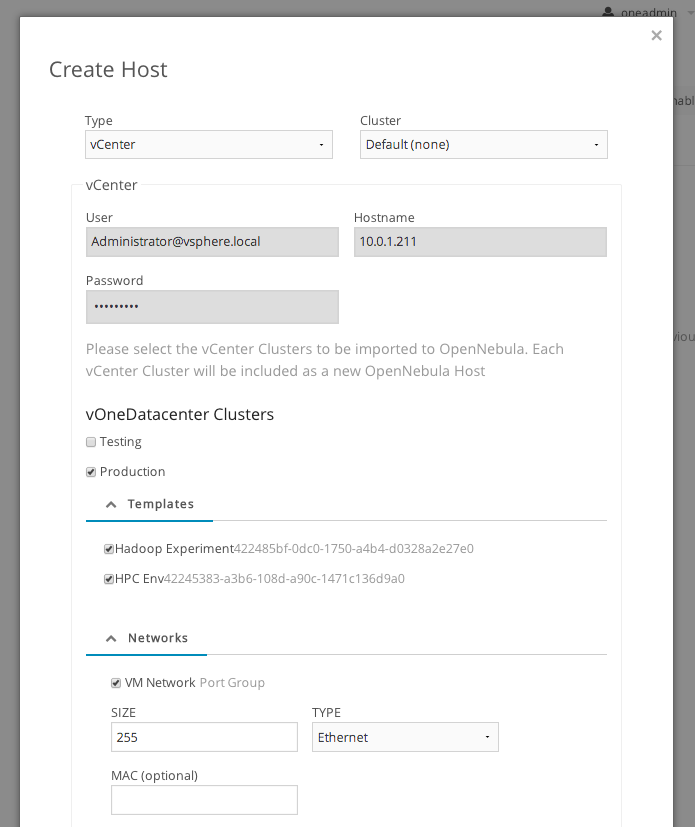 oneadmin
×
Create Host
nabl
Type
Cluster
vCenter
Default (none)
vCenter
User
Hostname
Administrator@vsphere.local
10.0.1.211
Password
•••••••••
viou
Please select the vCenter Clusters to be imported to OpenNebula. Each
vCenter Cluster will be included as a new OpenNebula Host
vOneDatacenter Clusters
Testing
Production
Templates
Hadoop Experiment422485bf-0dc0-1750-a4b4-d0328a2e27e0
HPC Env42245383-a3b6-108d-a90c-1471c136d9a0
Networks
VM Network Port Group
SIZE
TYPE
255
Ethernet
MAC (optional)